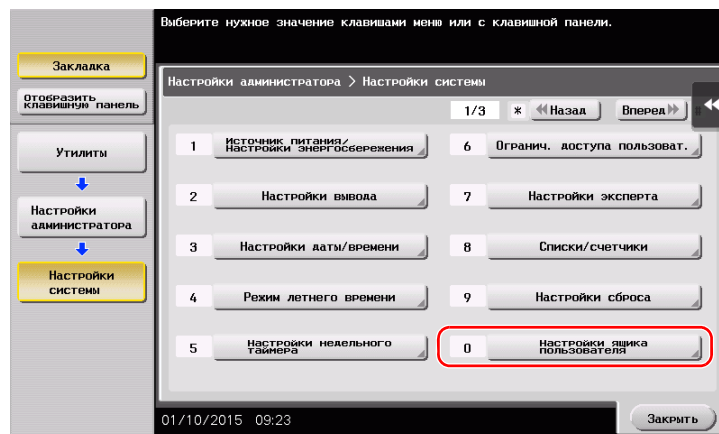 Выберите нужное значение клавишами меню или с клавишной панели.
Закладка
Отобразить
клавишную панель
Утилиты
Настройки
администратора
Настройки
системы
Настройки администратора > Настройки системы
1/3 * Назад Вперед
1 Источник питания/
Настройки энергосбережения
6 Огранич. доступа пользоват.
2 Настройки вывода
7 Настройки эксперта
3 Настройки даты/времени
8 Списки/счетчики
4 Режим летнего времени
9 Настройки сброса
5 Настройки недельного
таймера
0 Настройки ящика
пользователя
01/10/2015 09:23
Закрыть